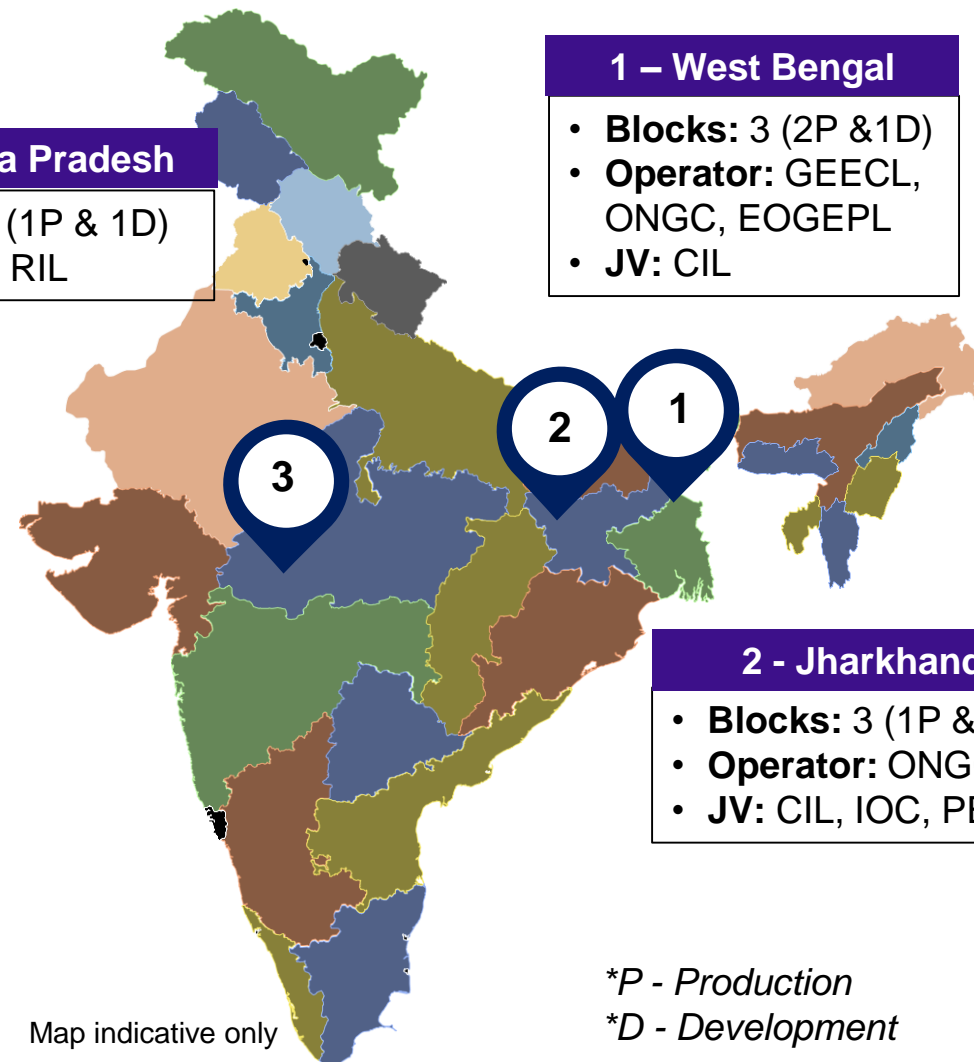 1 – West Bengal
• Blocks: 3 (2P &1D)
• Operator: GEECL,
ONGC, EOGEPL
• JV: CIL
a Pradesh
(1P & 1D)
RIL
3
2
1
2 - Jharkhand
• Blocks: 3 (1P &
• Operator: ONG
• JV: CIL, IOC, PE
*P - Production
*D - Development
Map indicative only